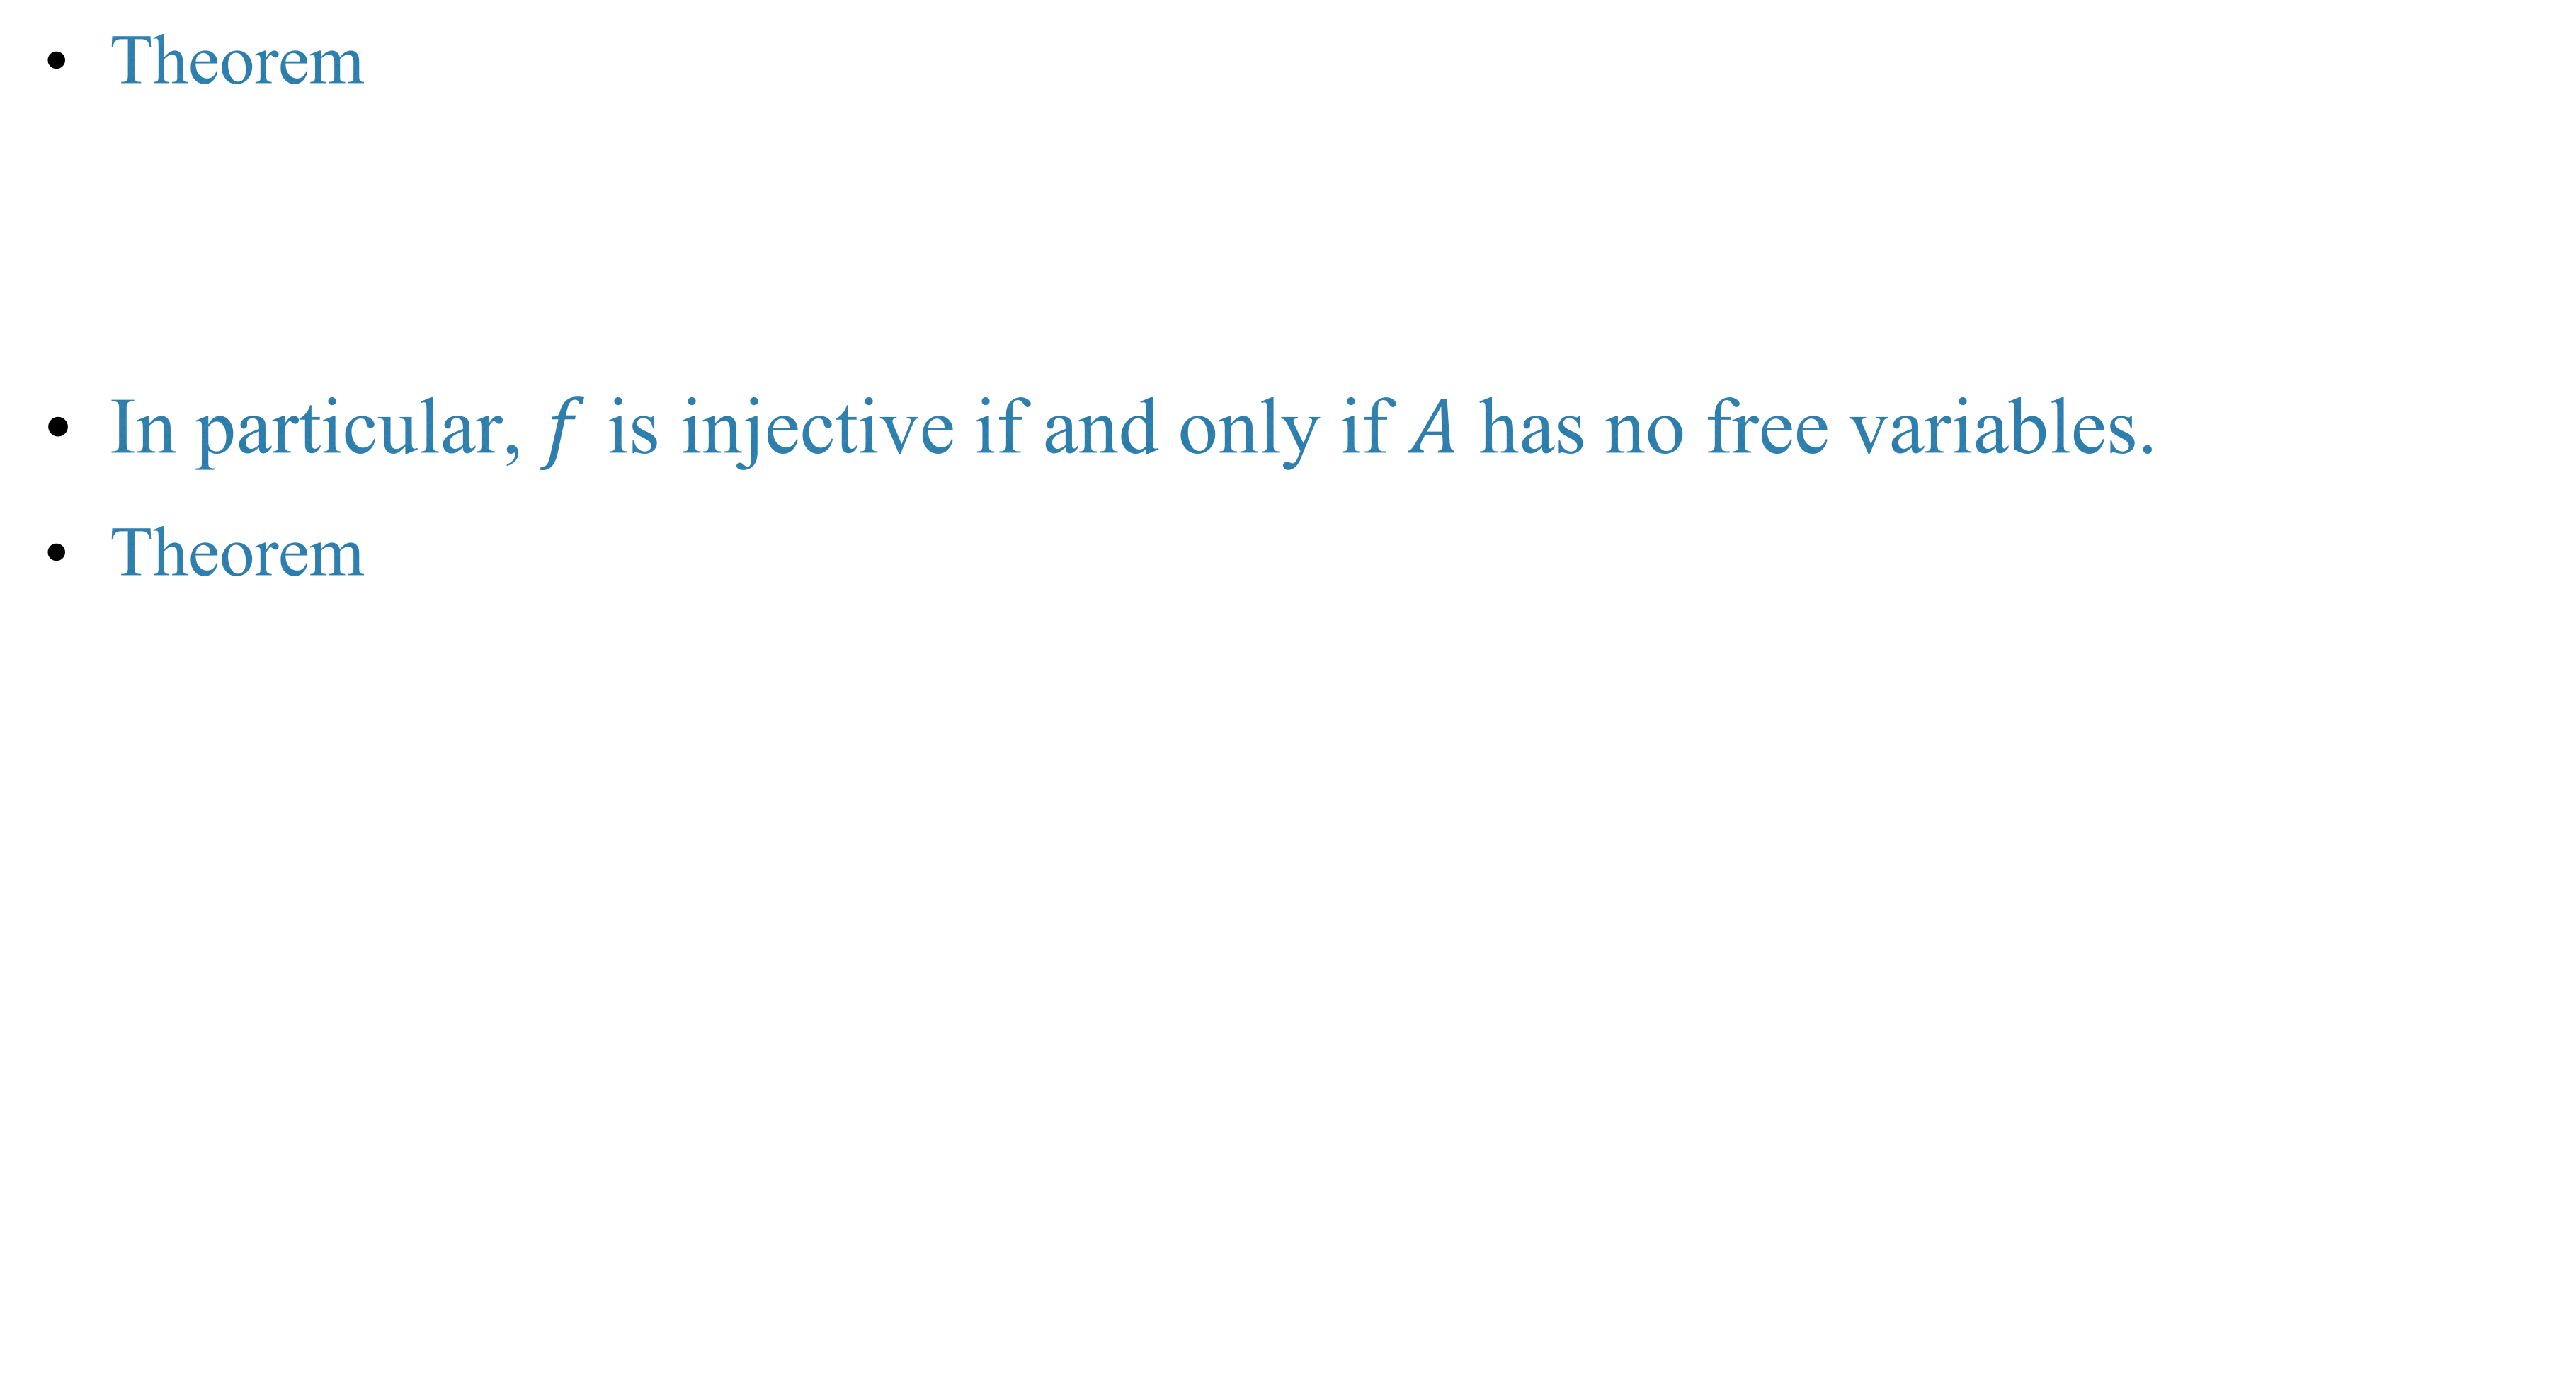 • Theorem
• In particular, f is injective if and only if A has no free variables.
• Theorem